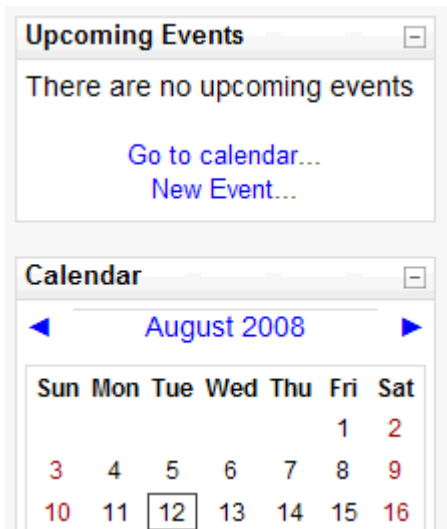 Upcoming Events
There are no upcoming events
Go to calendar...
New Event...
Calendar
◄ August 2008 ►
Sun Mon Tue Wed Thu Fri Sat
1 2
3 4 5 6 7 8 9
10 11 12 13 14 15 16